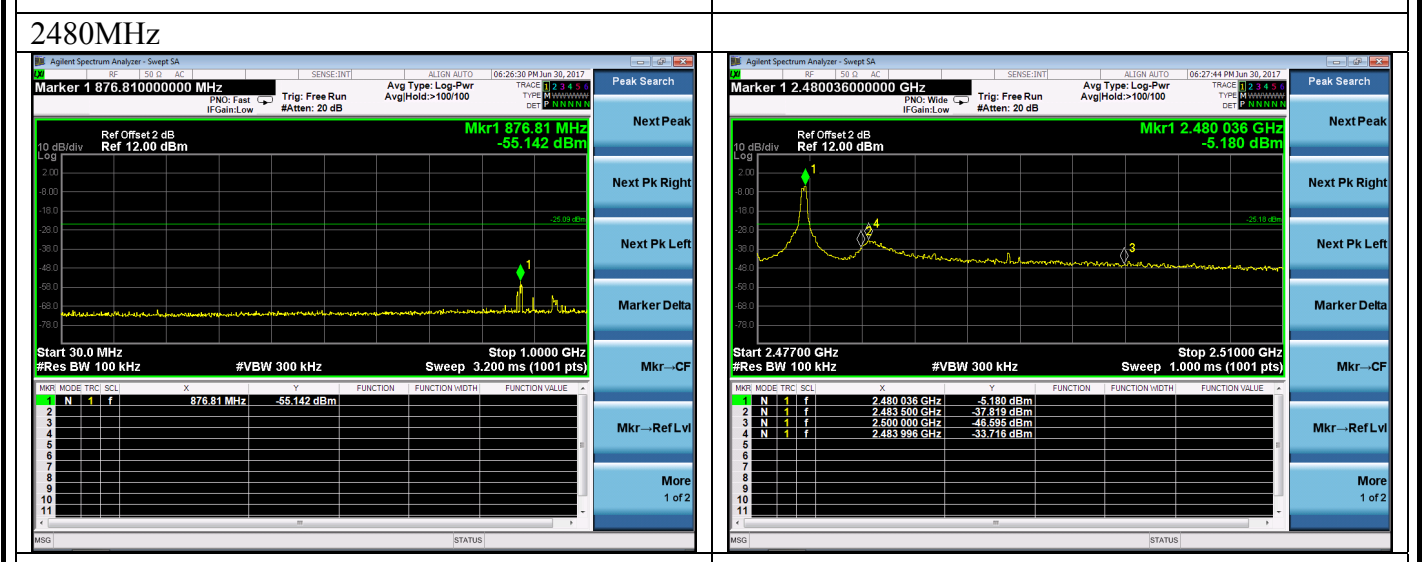 2480MHz
Agilent Spectrum Analyzer - Swept SA
LXI RF 50 Ω AC SENSE:INT ALIGN AUTO 06:26:30 PM Jun 30, 2017
Marker 1 876.810000000 MHz
PNO: Fast
IFGain:Low
Trig: Free Run
#Atten: 20 dB
Avg Type: Log-Pwr
Avg|Hold:>100/100
TRACE 1 2 3 4 5 6
TYPE M WWWWW
DET P N N N N N
Ref Offset 2 dB
10 dB/div Ref 12.00 dBm
Log
Mkr1 876.81 MHz
-55.142 dBm
2.00
-8.00
-18.0
-25.09 dBm
-28.0
-38.0
-48.0
-58.0
-68.0
-78.0
1
Start 30.0 MHz Stop 1.0000 GHz
#Res BW 100 kHz #VBW 300 kHz Sweep 3.200 ms (1001 pts)
MKR MODE TRC SCL X Y FUNCTION FUNCTION WIDTH FUNCTION VALUE
1 N 1 f 876.81 MHz -55.142 dBm
2
3
4
5
6
7
8
9
10
11
MSG STATUS
Peak Search
Next Peak
Next Pk Right
Next Pk Left
Marker Delta
Mkr→CF
Mkr→Ref Lvl
More
1 of 2
Agilent Spectrum Analyzer - Swept SA
LXI RF 50 Ω AC SENSE:INT ALIGN AUTO 06:27:44 PM Jun 30, 2017
Marker 1 2.480036000000 GHz
PNO: Wide
IFGain:Low
Trig: Free Run
#Atten: 20 dB
Avg Type: Log-Pwr
Avg|Hold:>100/100
TRACE 1 2 3 4 5 6
TYPE M WWWWW
DET P N N N N N
Ref Offset 2 dB
10 dB/div Ref 12.00 dBm
Log
Mkr1 2.480 036 GHz
-5.180 dBm
2.00
-8.00
-18.0
-25.18 dBm
-28.0
-38.0
-48.0
-58.0
-68.0
-78.0
1
2
4
3
Start 2.47700 GHz Stop 2.51000 GHz
#Res BW 100 kHz #VBW 300 kHz Sweep 1.000 ms (1001 pts)
MKR MODE TRC SCL X Y FUNCTION FUNCTION WIDTH FUNCTION VALUE
1 N 1 f 2.480 036 GHz -5.180 dBm
2 N 1 f 2.483 500 GHz -37.819 dBm
3 N 1 f 2.500 000 GHz -46.595 dBm
4 N 1 f 2.483 996 GHz -33.716 dBm
5
6
7
8
9
10
11
MSG STATUS
Peak Search
Next Peak
Next Pk Right
Next Pk Left
Marker Delta
Mkr→CF
Mkr→Ref Lvl
More
1 of 2